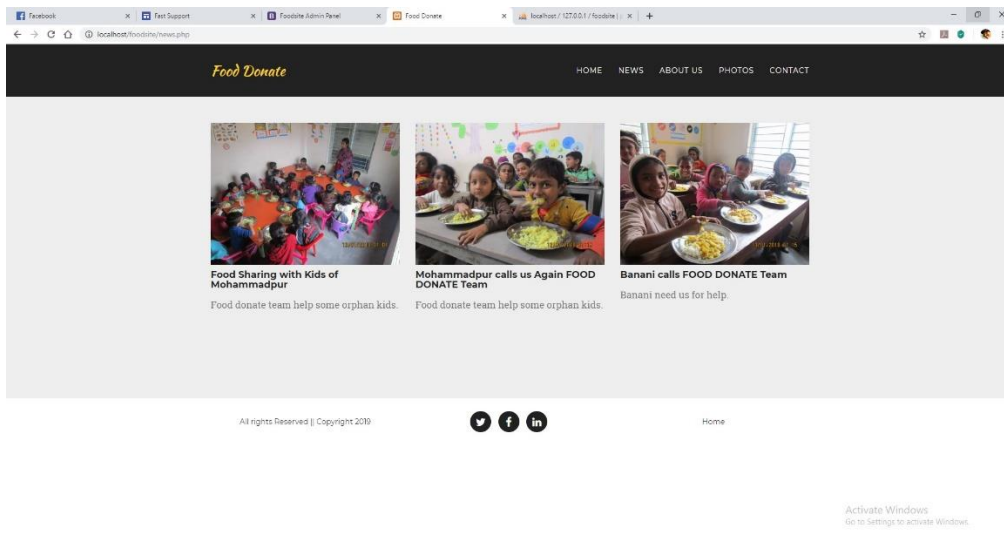 Facebook
Fast Support
Foodsite Admin Panel
Food Donate
localhost / 127.0.0.1 / foodsite |
localhost/foodsite/news.php
Food Donate
HOME NEWS ABOUT US PHOTOS CONTACT
Food Sharing with Kids of
Mohammadpur
Food donate team help some orphan kids.
Mohammadpur calls us Again FOOD
DONATE Team
Food donate team help some orphan kids.
Banani calls FOOD DONATE Team
Banani need us for help.
All rights Reserved || Copyright 2019
Home
Activate Windows
Go to Settings to activate Windows.